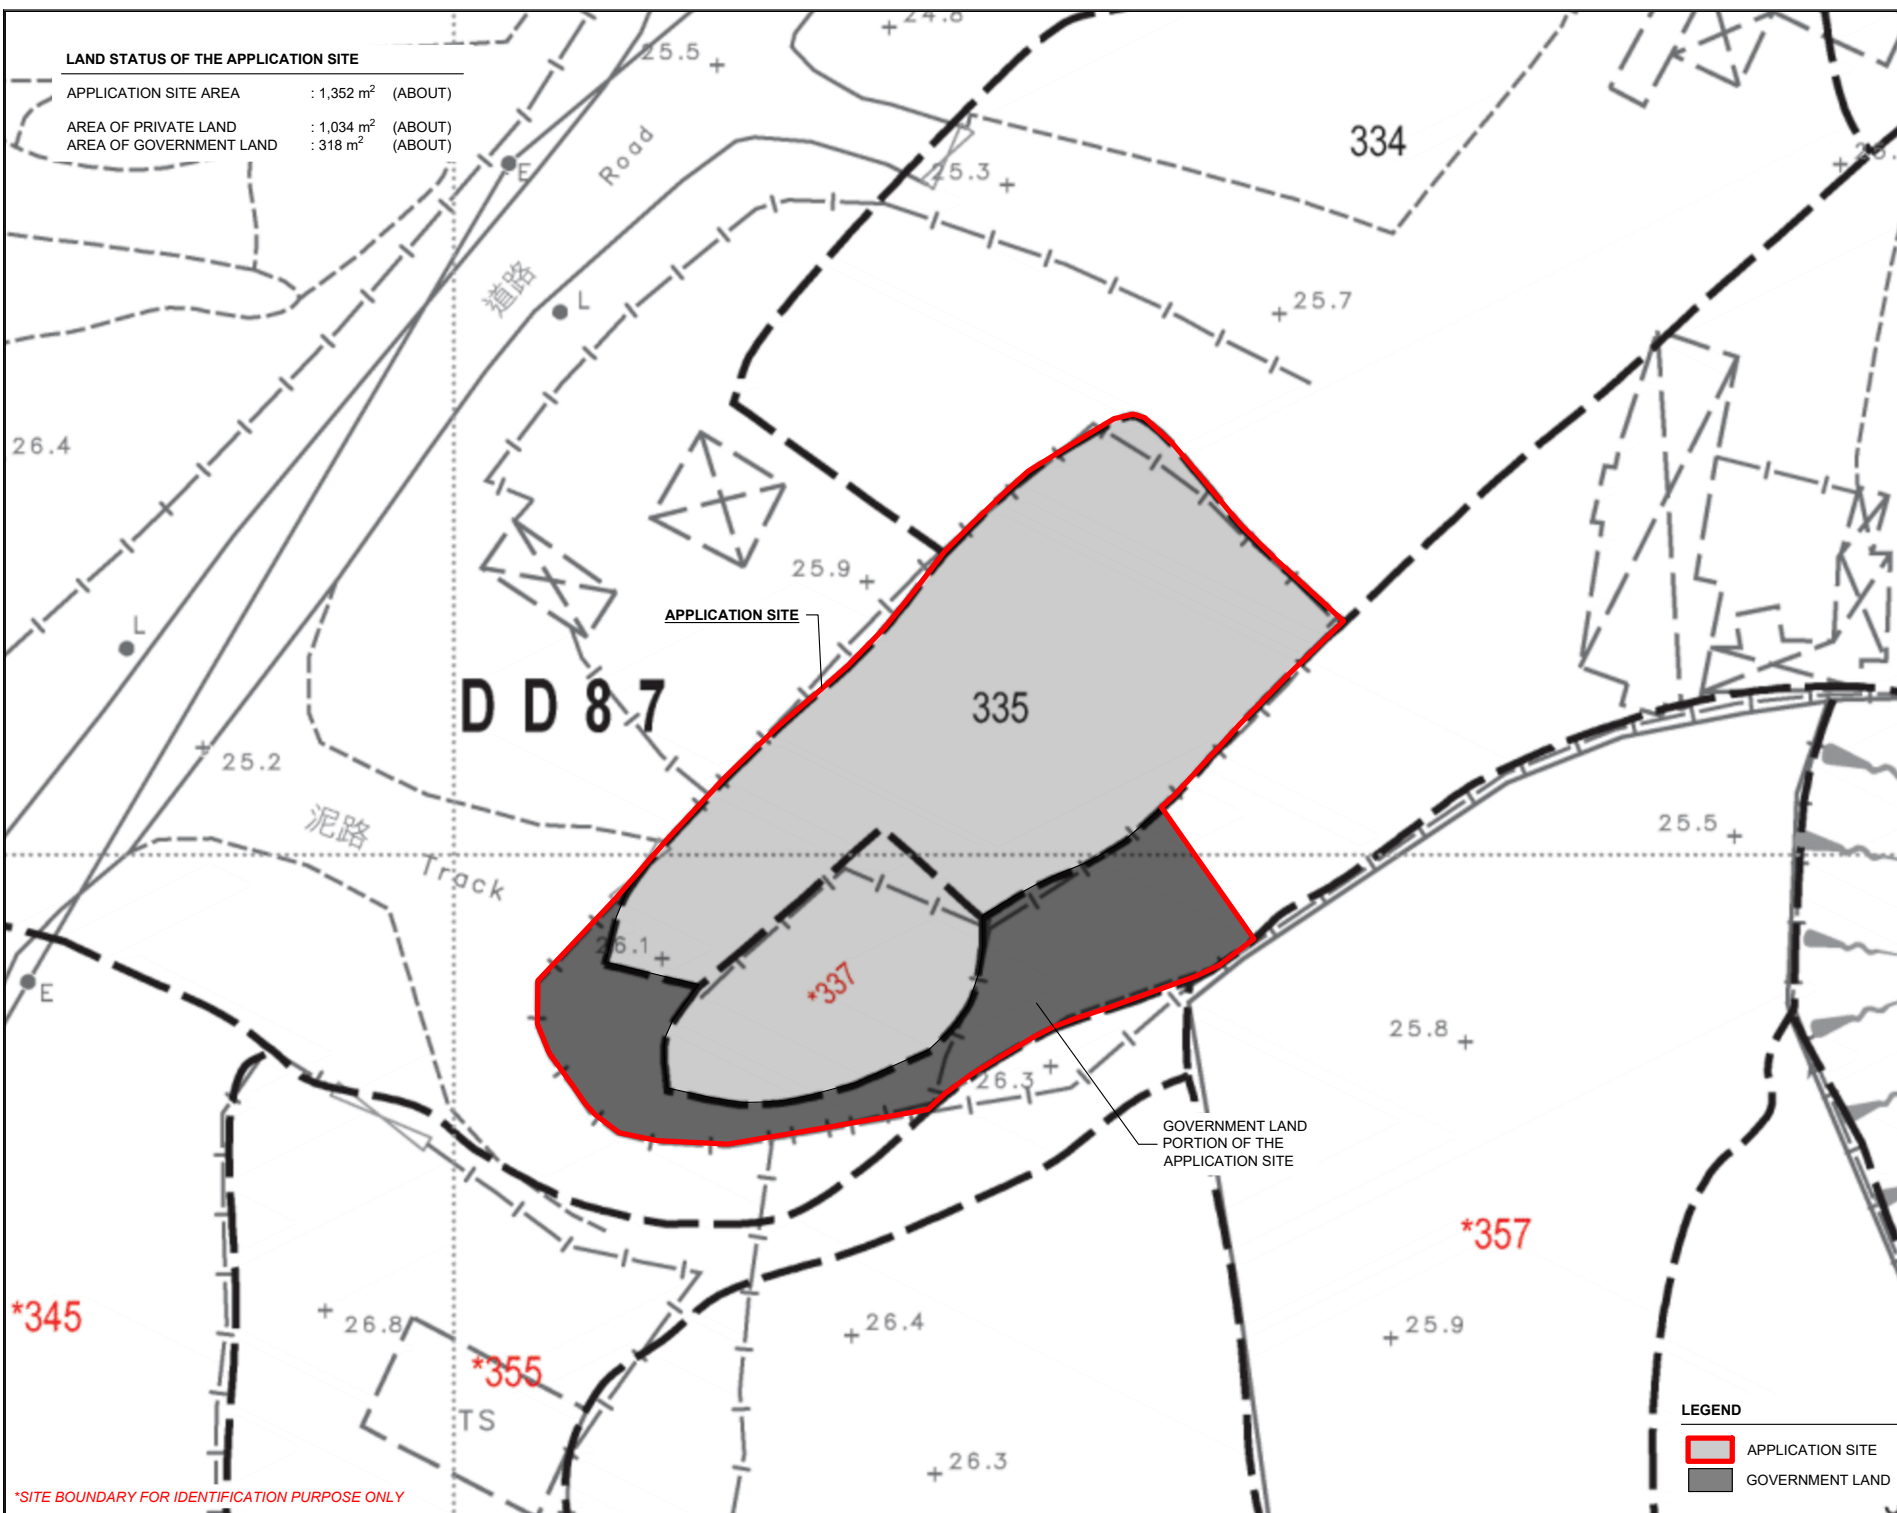 LAND STATUS OF THE APPLICATION SITE
APPLICATION SITE AREA : 1,352 m² (ABOUT)
AREA OF PRIVATE LAND : 1,034 m² (ABOUT)
AREA OF GOVERNMENT LAND : 318 m² (ABOUT)
24.8
25.5
334
E
Road
25.3
道路
L
25.7
26.4
25.9
APPLICATION SITE
L
DD87
335
25.2
泥路
Track
25.5
26.1
*337
E
25.8
26.3
GOVERNMENT LAND
PORTION OF THE
APPLICATION SITE
*357
*345
26.8
26.4
25.9
*355
TS
26.3
LEGEND
APPLICATION SITE
GOVERNMENT LAND
*SITE BOUNDARY FOR IDENTIFICATION PURPOSE ONLY